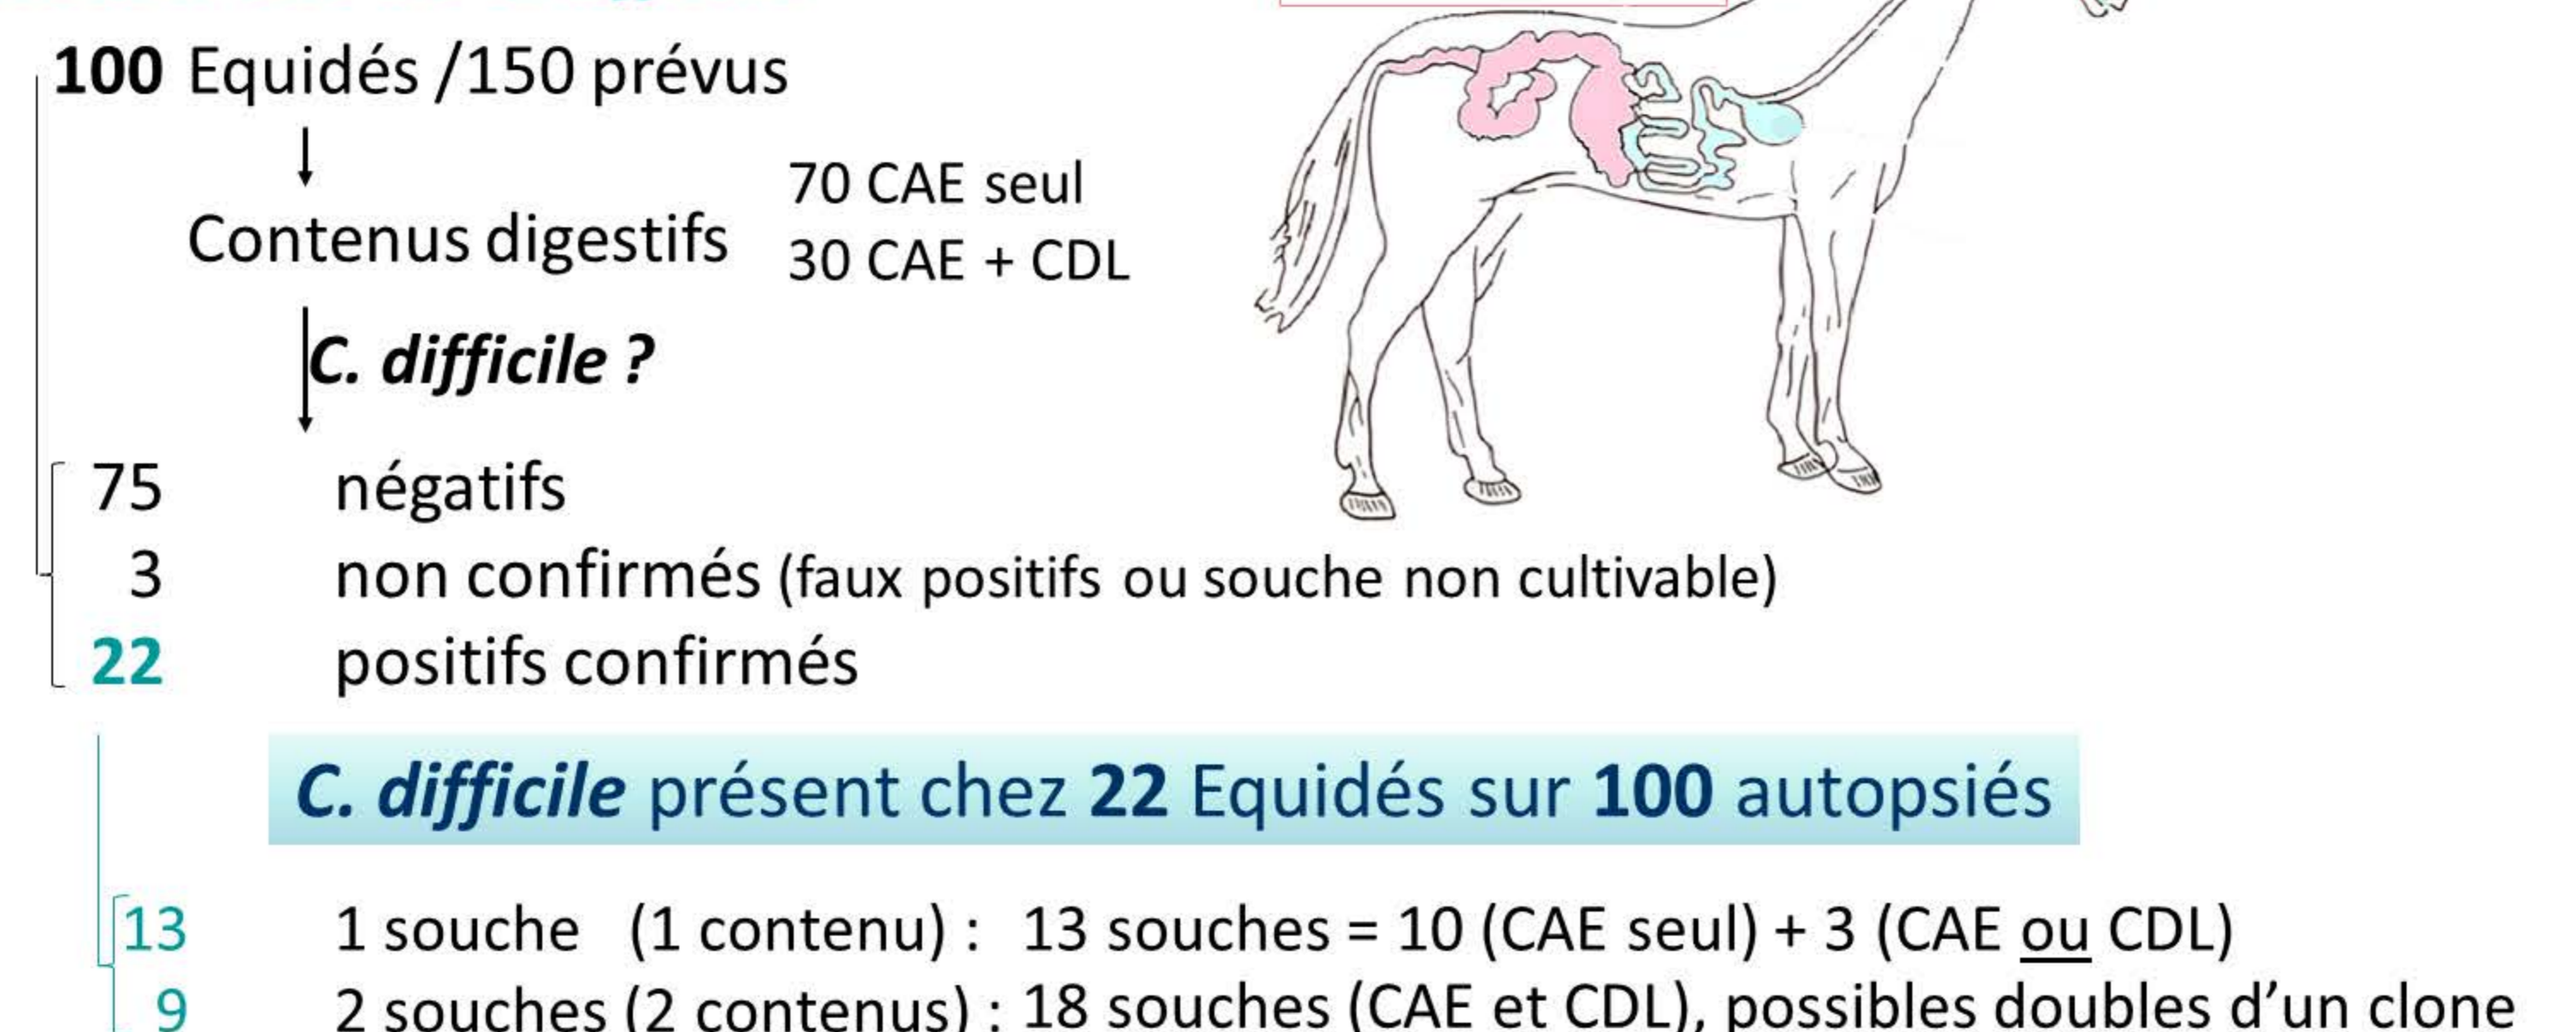 100 Equidés /150 prévus
70 CAE seul
Contenus digestifs
30 CAE + CDL
C. difficile ?
75 négatifs
3 non confirmés (faux positifs ou souche non cultivable)
22 positifs confirmés
C. difficile présent chez 22 Equidés sur 100 autopsiés
13 1 souche (1 contenu) : 13 souches = 10 (CAE seul) + 3 (CAE ou CDL)
9 2 souches (2 contenus) : 18 souches (CAE et CDL), possibles doubles d’un clone